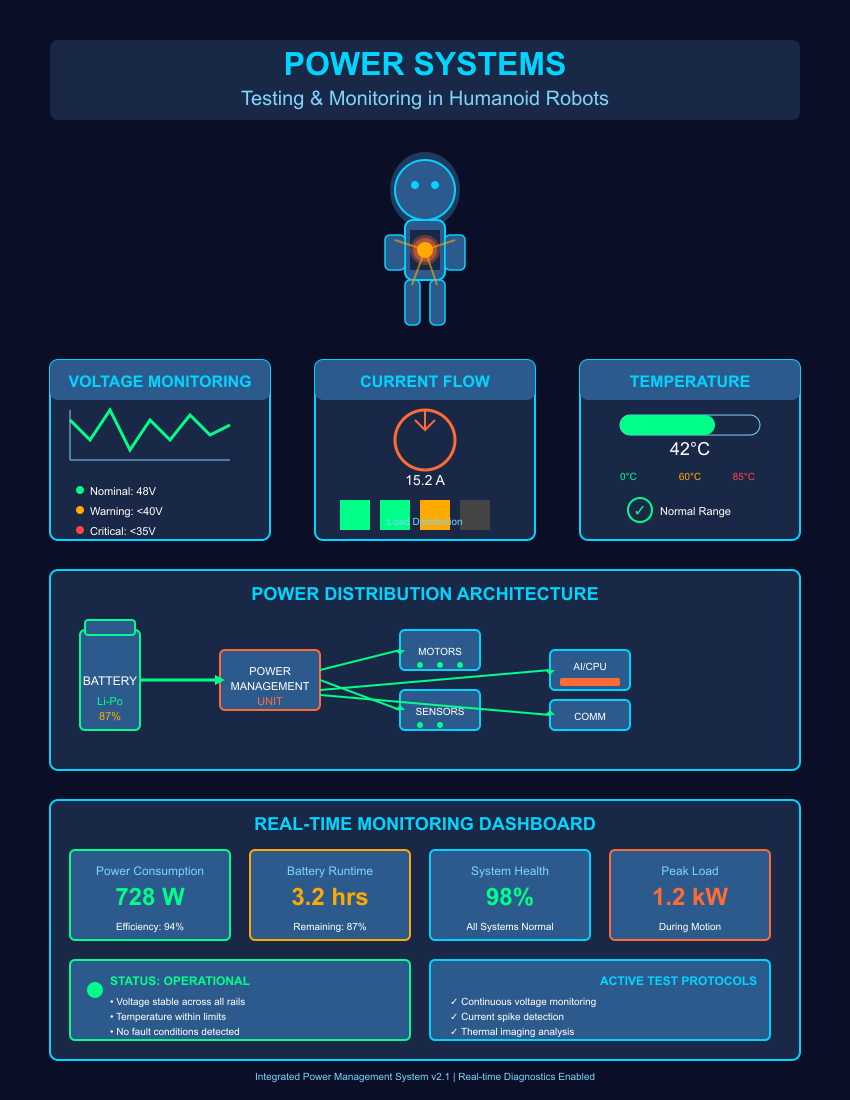 POWER SYSTEMS
Testing & Monitoring in Humanoid Robots
VOLTAGE MONITORING
Nominal: 48V
Warning: <40V
Critical: <35V
CURRENT FLOW
15.2 A
Load Distribution
TEMPERATURE
42°C
0°C 60°C 85°C
✓ Normal Range
POWER DISTRIBUTION ARCHITECTURE
BATTERY
Li-Po
87%
POWER
MANAGEMENT
UNIT
MOTORS
SENSORS
AI/CPU
COMM
REAL-TIME MONITORING DASHBOARD
Power Consumption
728 W
Efficiency: 94%
Battery Runtime
3.2 hrs
Remaining: 87%
System Health
98%
All Systems Normal
Peak Load
1.2 kW
During Motion
STATUS: OPERATIONAL
• Voltage stable across all rails
• Temperature within limits
• No fault conditions detected
ACTIVE TEST PROTOCOLS
✓ Continuous voltage monitoring
✓ Current spike detection
✓ Thermal imaging analysis
Integrated Power Management System v2.1 | Real-time Diagnostics Enabled